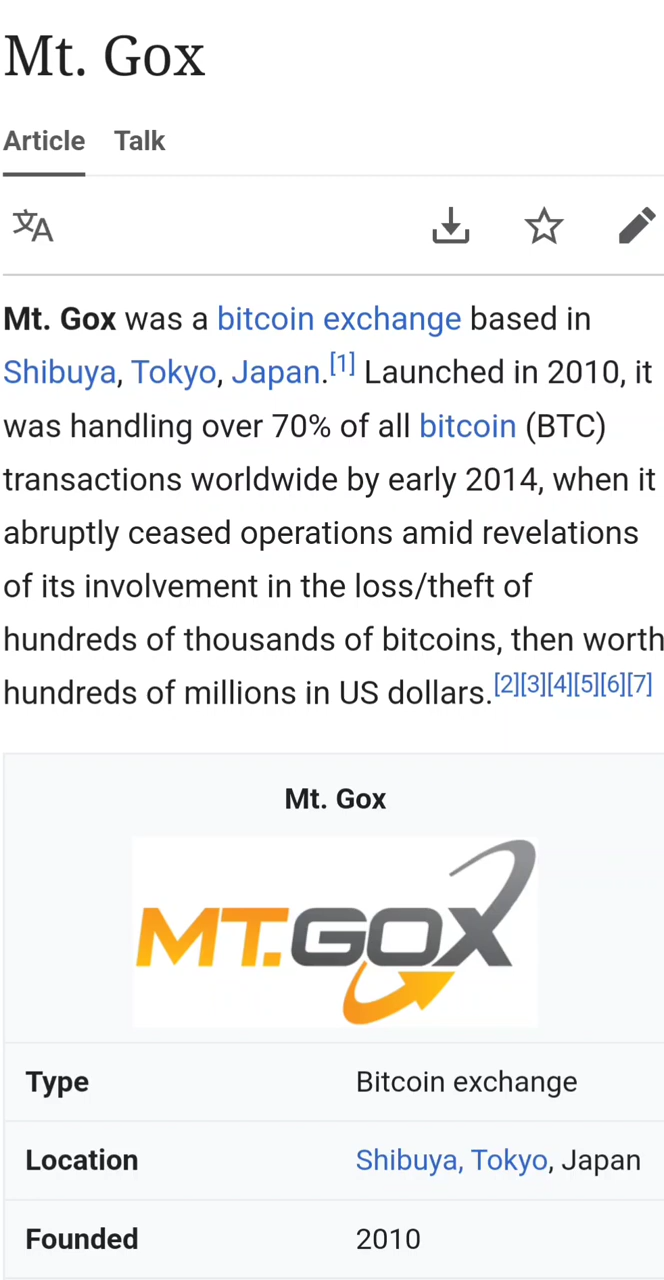 Mt. Gox
Article Talk
文A
Mt. Gox was a bitcoin exchange based in
Shibuya, Tokyo, Japan.[1] Launched in 2010, it
was handling over 70% of all bitcoin (BTC)
transactions worldwide by early 2014, when it
abruptly ceased operations amid revelations
of its involvement in the loss/theft of
hundreds of thousands of bitcoins, then worth
hundreds of millions in US dollars.[2][3][4][5][6][7]
Mt. Gox
MT.GOX
Type Bitcoin exchange
Location Shibuya, Tokyo, Japan
Founded 2010